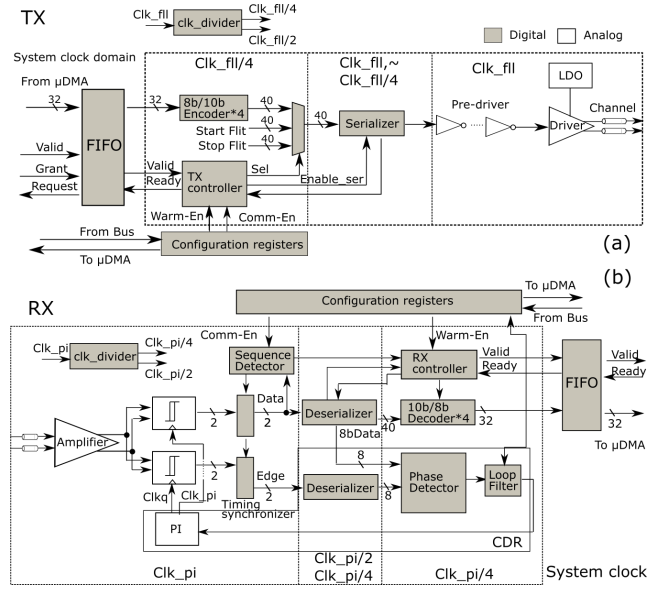 TX
Clk_fll
clk_divider
Clk_fll/4
Clk_fll/2
Digital
Analog
System clock domain
From μDMA
32
FIFO
Valid
Grant
Request
Clk_fll/4
32
8b/10b
Encoder*4
40
Start Flit
40
Stop Flit
40
40
Valid
Ready
TX
controller
Sel
Enable_ser
Warm-En
Comm-En
Clk_fll,~
Clk_fll/4
Serializer
Clk_fll
Pre-driver
LDO
Driver
Channel
From Bus
To μDMA
Configuration registers
(a)
(b)
RX
Configuration registers
To μDMA
From Bus
Clk_pi
clk_divider
Clk_pi/4
Clk_pi/2
Comm-En
Sequence
Detector
Warm-En
RX
controller
Valid
Ready
FIFO
Valid
Ready
32
To μDMA
Amplifier
2
Data
2
Deserializer
8bData
40
10b/8b
Decoder*4
32
2
Edge
2
Clkq
Clk_pi
Timing
synchronizer
Deserializer
8
8
Phase
Detector
Loop
Filter
PI
CDR
Clk_pi
Clk_pi/2
Clk_pi/4
Clk_pi/4
System clock